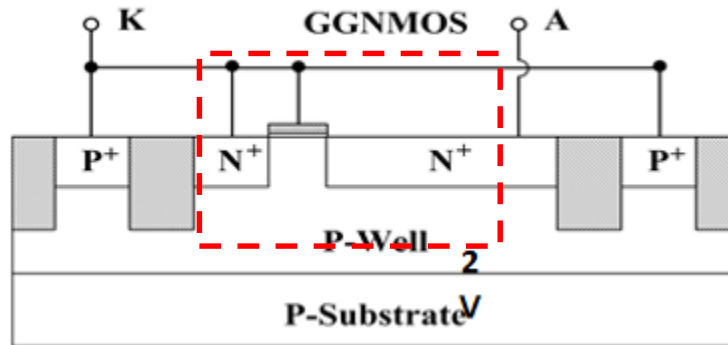 K GGNMOS A
P+ N+ N+ P+
P-Well
2
P-Substrate V